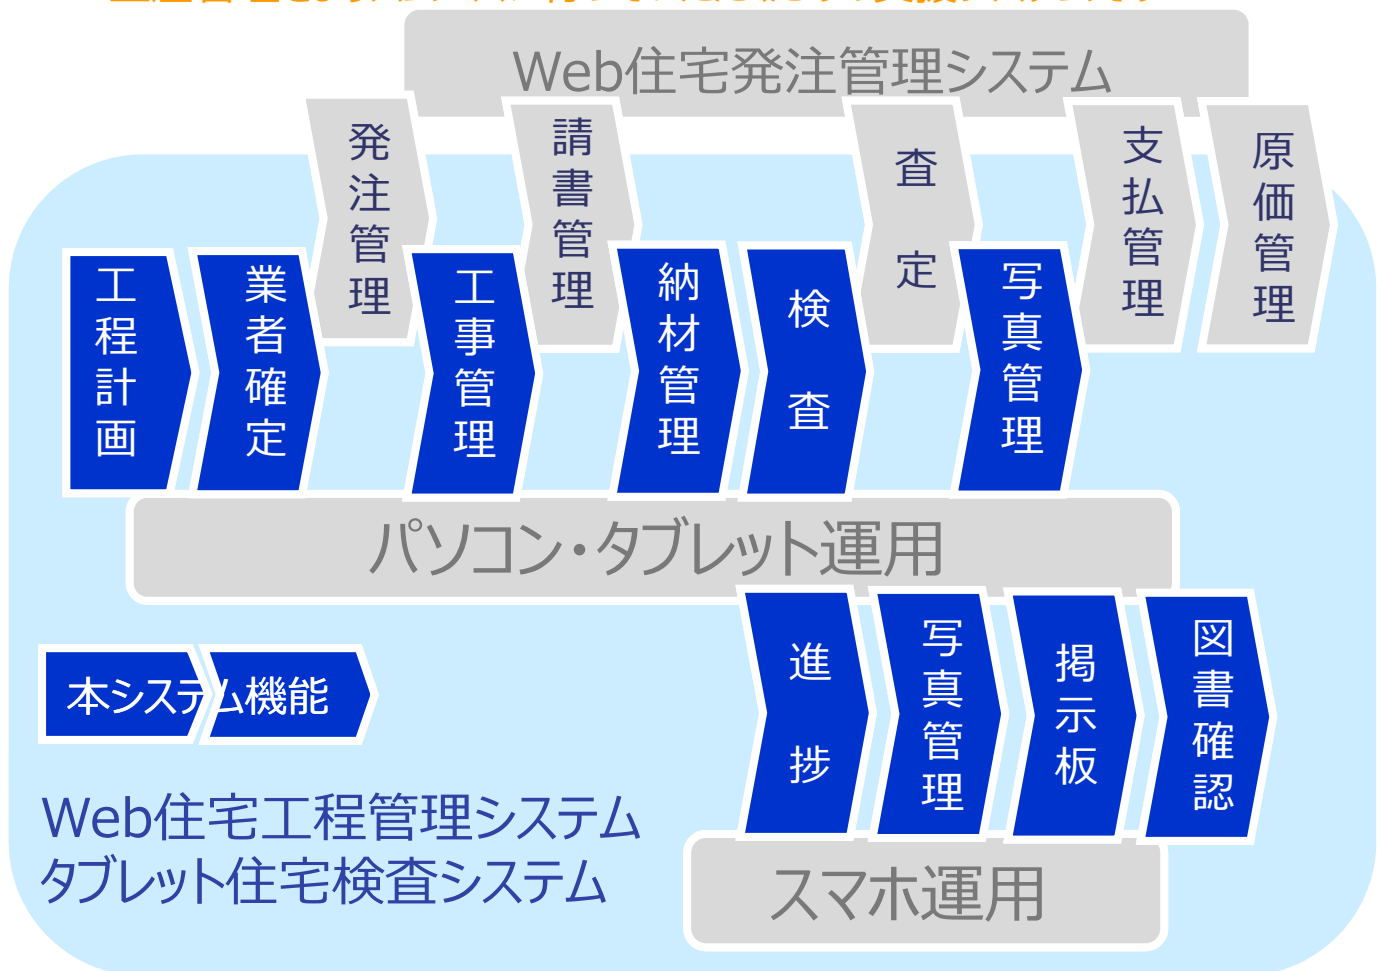 Web住宅発注管理システム
発注管理
請書管理
査定
支払管理
原価管理
工程計画
業者確定
工事管理
納材管理
検査
写真管理
パソコン・タブレット運用
進捗
写真管理
掲示板
図書確認
本システム機能
Web住宅工程管理システム
タブレット住宅検査システム
スマホ運用